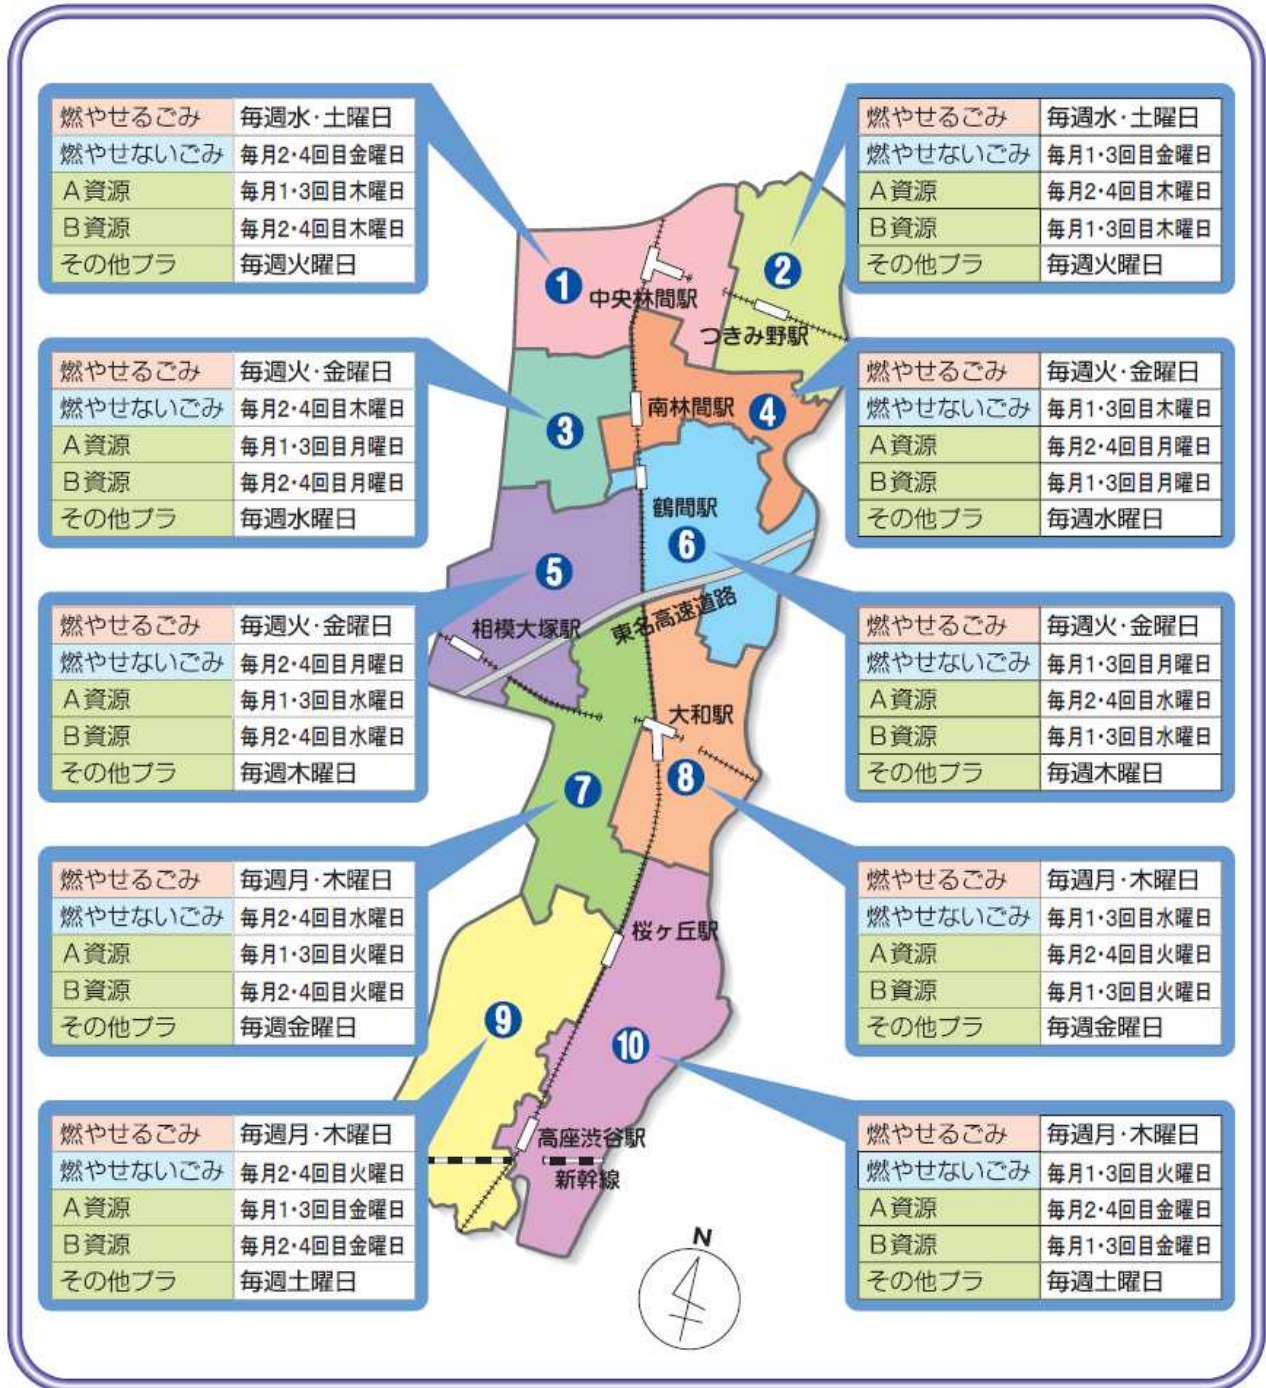 燃やせるごみ 毎週水・土曜日
燃やせないごみ 毎月2・4回目金曜日
A資源 毎月1・3回目木曜日
B資源 毎月2・4回目木曜日
その他プラ 毎週火曜日
燃やせるごみ 毎週水・土曜日
燃やせないごみ 毎月1・3回目金曜日
A資源 毎月2・4回目木曜日
B資源 毎月1・3回目木曜日
その他プラ 毎週火曜日
燃やせるごみ 毎週火・金曜日
燃やせないごみ 毎月2・4回目木曜日
A資源 毎月1・3回目月曜日
B資源 毎月2・4回目月曜日
その他プラ 毎週水曜日
燃やせるごみ 毎週火・金曜日
燃やせないごみ 毎月1・3回目木曜日
A資源 毎月2・4回目月曜日
B資源 毎月1・3回目月曜日
その他プラ 毎週水曜日
燃やせるごみ 毎週火・金曜日
燃やせないごみ 毎月2・4回目月曜日
A資源 毎月1・3回目水曜日
B資源 毎月2・4回目水曜日
その他プラ 毎週木曜日
燃やせるごみ 毎週火・金曜日
燃やせないごみ 毎月1・3回目月曜日
A資源 毎月2・4回目水曜日
B資源 毎月1・3回目水曜日
その他プラ 毎週木曜日
燃やせるごみ 毎週月・木曜日
燃やせないごみ 毎月2・4回目水曜日
A資源 毎月1・3回目火曜日
B資源 毎月2・4回目火曜日
その他プラ 毎週金曜日
燃やせるごみ 毎週月・木曜日
燃やせないごみ 毎月1・3回目水曜日
A資源 毎月2・4回目火曜日
B資源 毎月1・3回目火曜日
その他プラ 毎週金曜日
燃やせるごみ 毎週月・木曜日
燃やせないごみ 毎月2・4回目火曜日
A資源 毎月1・3回目金曜日
B資源 毎月2・4回目金曜日
その他プラ 毎週土曜日
燃やせるごみ 毎週月・木曜日
燃やせないごみ 毎月1・3回目火曜日
A資源 毎月2・4回目金曜日
B資源 毎月1・3回目金曜日
その他プラ 毎週土曜日
1
2
中央林間駅
つきみ野駅
3
南林間駅
4
鶴間駅
6
5
東名高速道路
相模大塚駅
大和駅
7
8
桜ヶ丘駅
9
10
高座渋谷駅
新幹線
N